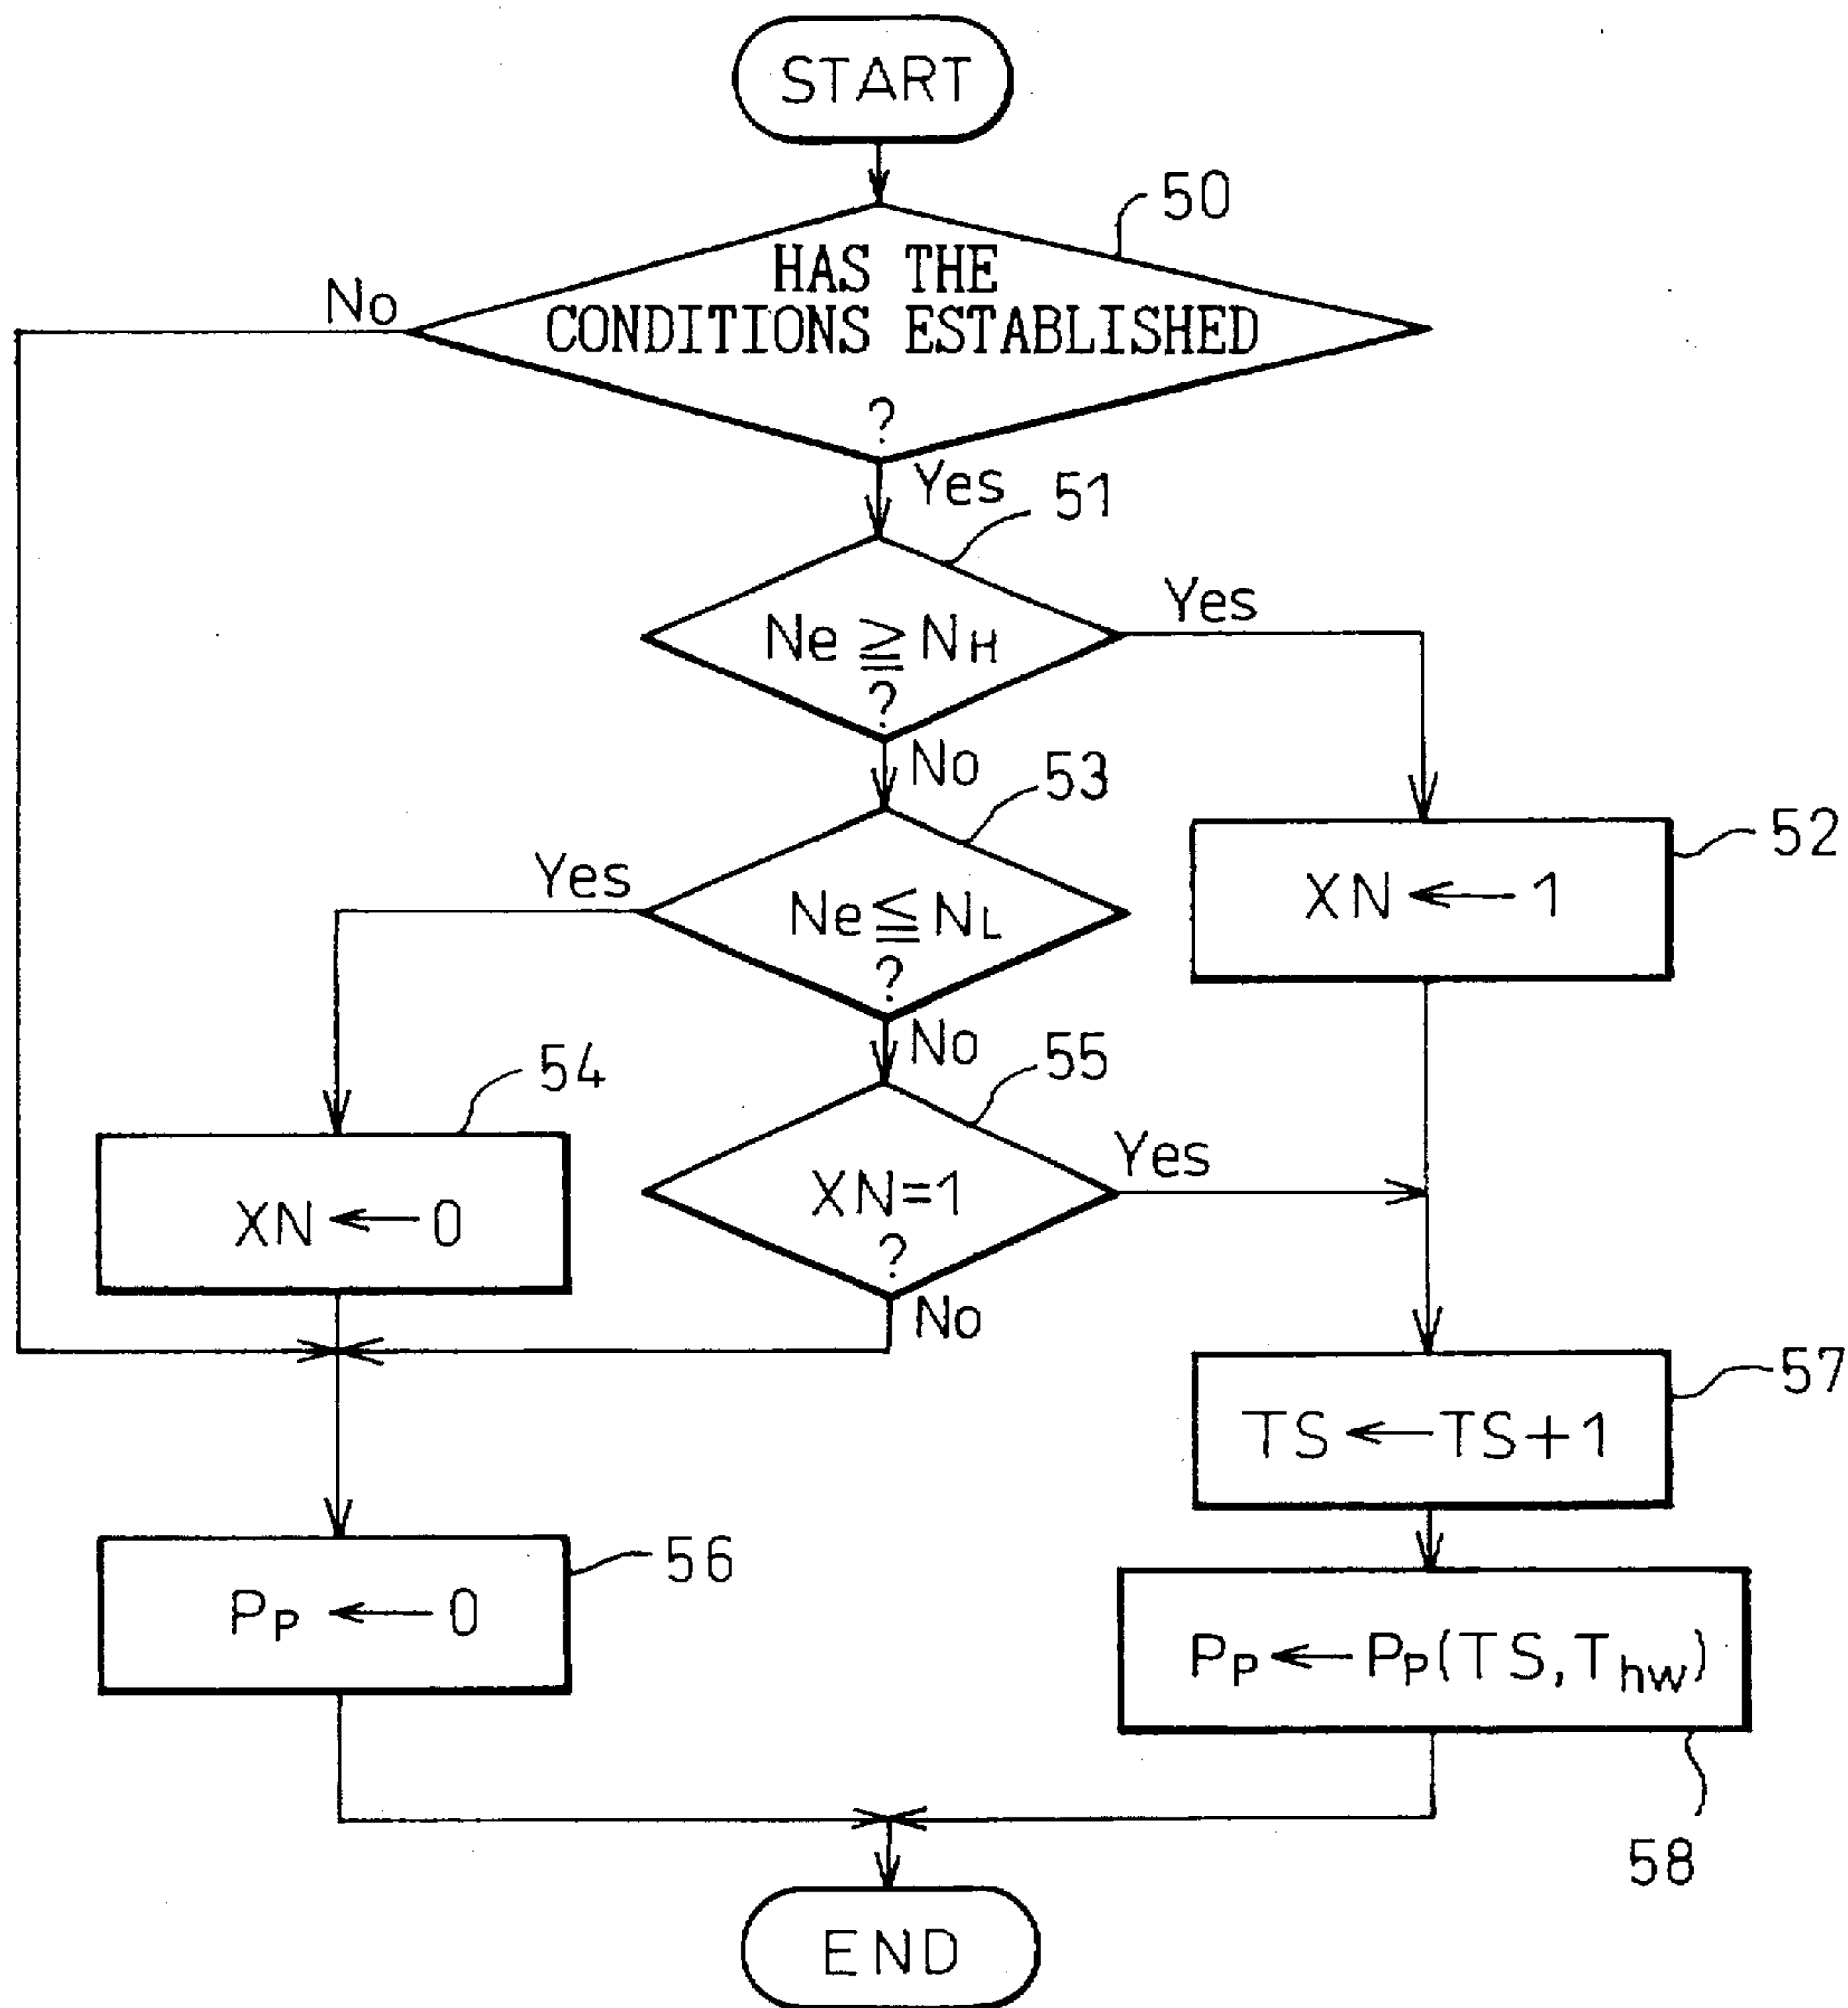 START
50
HAS THE
CONDITIONS ESTABLISHED
?
No
Yes
51
Ne ≧ NH
?
Yes
No
53
52
XN ← 1
Ne ≦ NL
?
Yes
No
54
55
XN ← 0
XN=1
?
Yes
No
57
TS ← TS+1
56
PP ← 0
PP ← PP(TS, Thw)
58
END